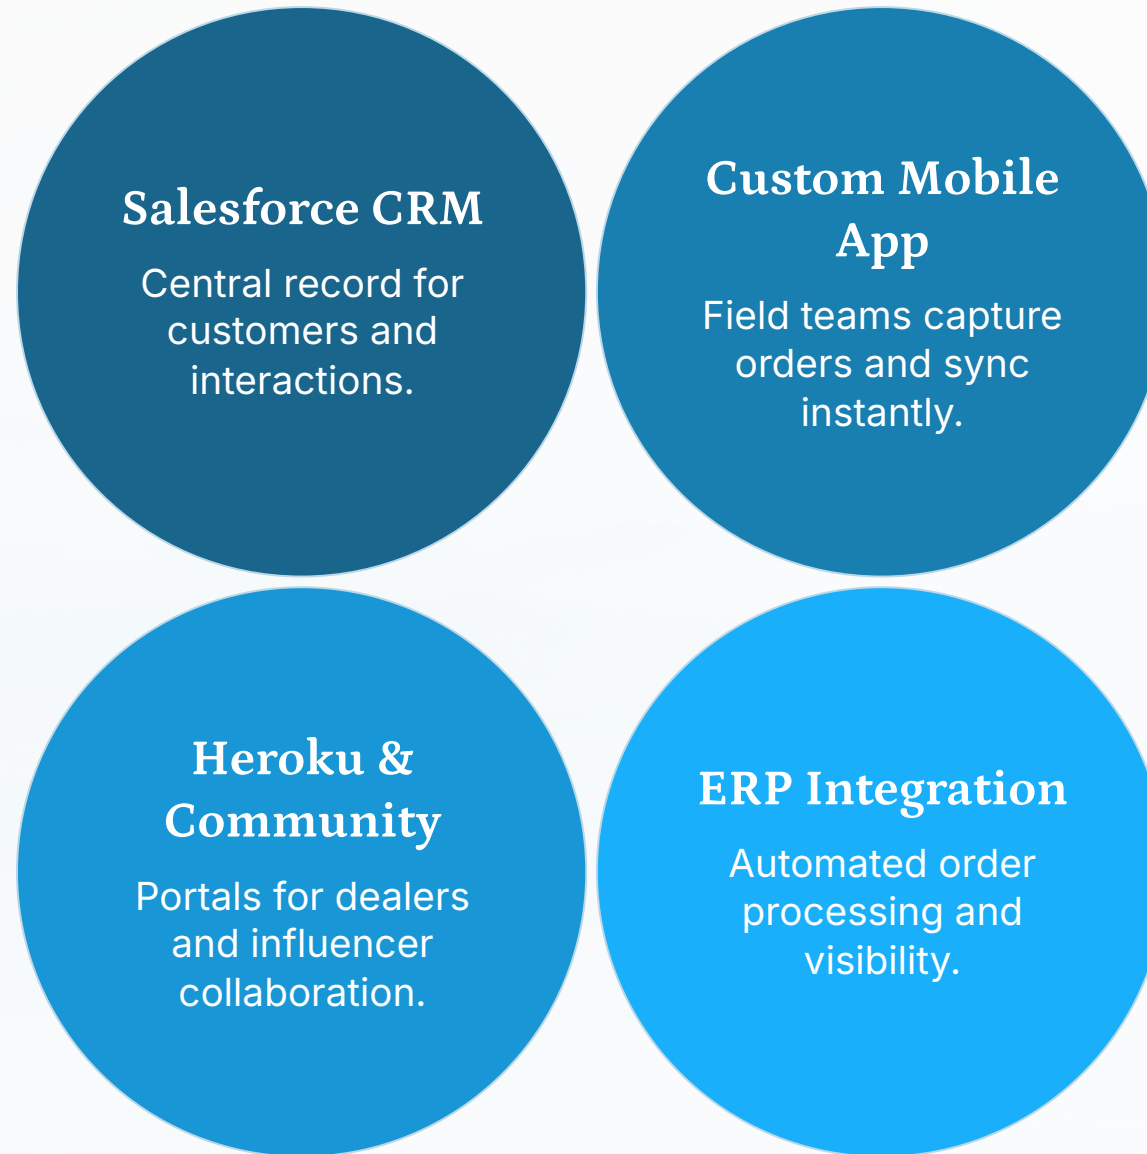 Salesforce CRM
Central record for
customers and
interactions.
Custom Mobile
App
Field teams capture
orders and sync
instantly.
Heroku &
Community
Portals for dealers
and influencer
collaboration.
ERP Integration
Automated order
processing and
visibility.